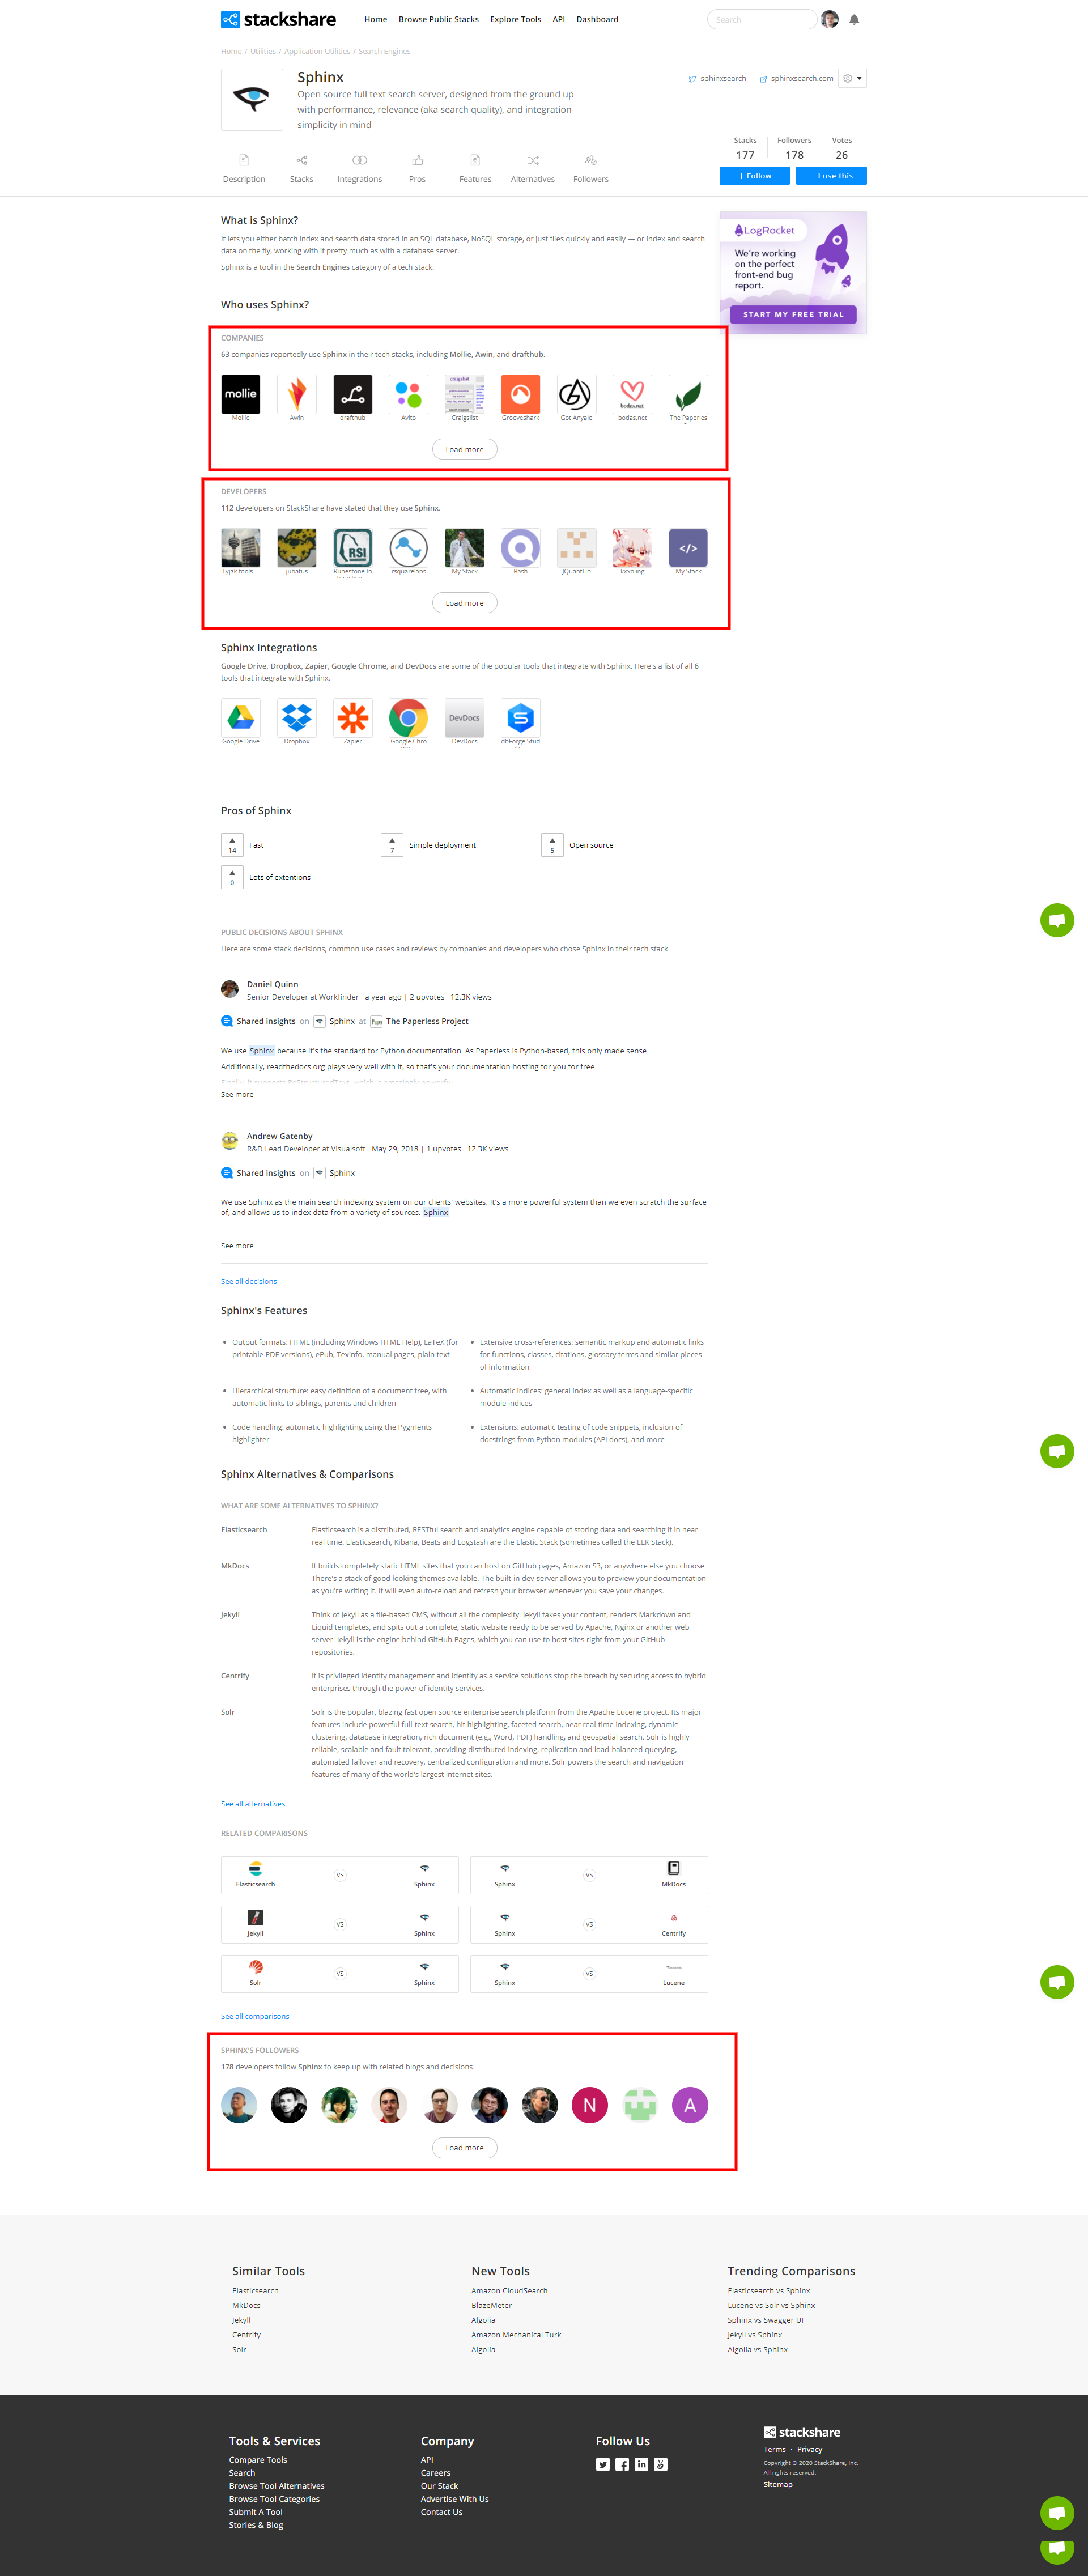 stackshare
Home Browse Public Stacks Explore Tools API Dashboard
Search
Home / Utilities / Application Utilities / Search Engines
Sphinx
Open source full text search server, designed from the ground up
with performance, relevance (aka search quality), and integration
simplicity in mind
sphinxsearch sphinxsearch.com
Stacks Followers Votes
177 178 26
+ Follow + I use this
Description Stacks Integrations Pros Features Alternatives Followers
What is Sphinx?
It lets you either batch index and search data stored in an SQL database, NoSQL storage, or just files quickly and easily — or index and search
data on the fly, working with it pretty much as with a database server.
Sphinx is a tool in the Search Engines category of a tech stack.
LogRocket
We're working
on the perfect
front-end bug
report.
START MY FREE TRIAL
Who uses Sphinx?
COMPANIES
63 companies reportedly use Sphinx in their tech stacks, including Mollie, Awin, and drafthub.
mollie
craigslist
bodas.net
Mollie Awin drafthub Avito Craigslist Grooveshark Got Anyalo bodas.net The Paperles
Load more
DEVELOPERS
112 developers on StackShare have stated that they use Sphinx.
RSI
</>
Tyjak tools ... jubatus Runestone In rsquarelabs My Stack Bash JQuantLib kxxoling My Stack
Load more
Sphinx Integrations
Google Drive, Dropbox, Zapier, Google Chrome, and DevDocs are some of the popular tools that integrate with Sphinx. Here's a list of all 6
tools that integrate with Sphinx.
DevDocs
Google Drive Dropbox Zapier Google Chro DevDocs dbForge Stud
Pros of Sphinx
14 Fast
7 Simple deployment
5 Open source
0 Lots of extentions
PUBLIC DECISIONS ABOUT SPHINX
Here are some stack decisions, common use cases and reviews by companies and developers who chose Sphinx in their tech stack.
Daniel Quinn
Senior Developer at Workfinder · a year ago | 2 upvotes · 12.3K views
Shared insights on Sphinx at The Paperless Project
We use Sphinx because it's the standard for Python documentation. As Paperless is Python-based, this only made sense.
Additionally, readthedocs.org plays very well with it, so that's your documentation hosting for you for free.
See more
Andrew Gatenby
R&D Lead Developer at Visualsoft · May 29, 2018 | 1 upvotes · 12.3K views
Shared insights on Sphinx
We use Sphinx as the main search indexing system on our clients' websites. It's a more powerful system than we even scratch the surface
of, and allows us to index data from a variety of sources. Sphinx
See more
See all decisions
Sphinx's Features
• Output formats: HTML (including Windows HTML Help), LaTeX (for
printable PDF versions), ePub, Texinfo, manual pages, plain text
• Extensive cross-references: semantic markup and automatic links
for functions, classes, citations, glossary terms and similar pieces
of information
• Hierarchical structure: easy definition of a document tree, with
automatic links to siblings, parents and children
• Automatic indices: general index as well as a language-specific
module indices
• Code handling: automatic highlighting using the Pygments
highlighter
• Extensions: automatic testing of code snippets, inclusion of
docstrings from Python modules (API docs), and more
Sphinx Alternatives & Comparisons
WHAT ARE SOME ALTERNATIVES TO SPHINX?
Elasticsearch
Elasticsearch is a distributed, RESTful search and analytics engine capable of storing data and searching it in near
real time. Elasticsearch, Kibana, Beats and Logstash are the Elastic Stack (sometimes called the ELK Stack).
MkDocs
It builds completely static HTML sites that you can host on GitHub pages, Amazon S3, or anywhere else you choose.
There's a stack of good looking themes available. The built-in dev-server allows you to preview your documentation
as you're writing it. It will even auto-reload and refresh your browser whenever you save your changes.
Jekyll
Think of Jekyll as a file-based CMS, without all the complexity. Jekyll takes your content, renders Markdown and
Liquid templates, and spits out a complete, static website ready to be served by Apache, Nginx or another web
server. Jekyll is the engine behind GitHub Pages, which you can use to host sites right from your GitHub
repositories.
Centrify
It is privileged identity management and identity as a service solutions stop the breach by securing access to hybrid
enterprises through the power of identity services.
Solr
Solr is the popular, blazing fast open source enterprise search platform from the Apache Lucene project. Its major
features include powerful full-text search, hit highlighting, faceted search, near real-time indexing, dynamic
clustering, database integration, rich document (e.g., Word, PDF) handling, and geospatial search. Solr is highly
reliable, scalable and fault tolerant, providing distributed indexing, replication and load-balanced querying,
automated failover and recovery, centralized configuration and more. Solr powers the search and navigation
features of many of the world's largest internet sites.
See all alternatives
RELATED COMPARISONS
Elasticsearch VS Sphinx
Sphinx VS MkDocs
Jekyll VS Sphinx
Sphinx VS Centrify
Solr VS Sphinx
Sphinx VS Lucene
See all comparisons
SPHINX'S FOLLOWERS
178 developers follow Sphinx to keep up with related blogs and decisions.
N A
Load more
Similar Tools
Elasticsearch
MkDocs
Jekyll
Centrify
Solr
New Tools
Amazon CloudSearch
BlazeMeter
Algolia
Amazon Mechanical Turk
Algolia
Trending Comparisons
Elasticsearch vs Sphinx
Lucene vs Solr vs Sphinx
Sphinx vs Swagger UI
Jekyll vs Sphinx
Algolia vs Sphinx
Tools & Services
Compare Tools
Search
Browse Tool Alternatives
Browse Tool Categories
Submit A Tool
Stories & Blog
Company
API
Careers
Our Stack
Advertise With Us
Contact Us
Follow Us
stackshare
Terms · Privacy
Copyright © 2020 StackShare, Inc.
All rights reserved.
Sitemap